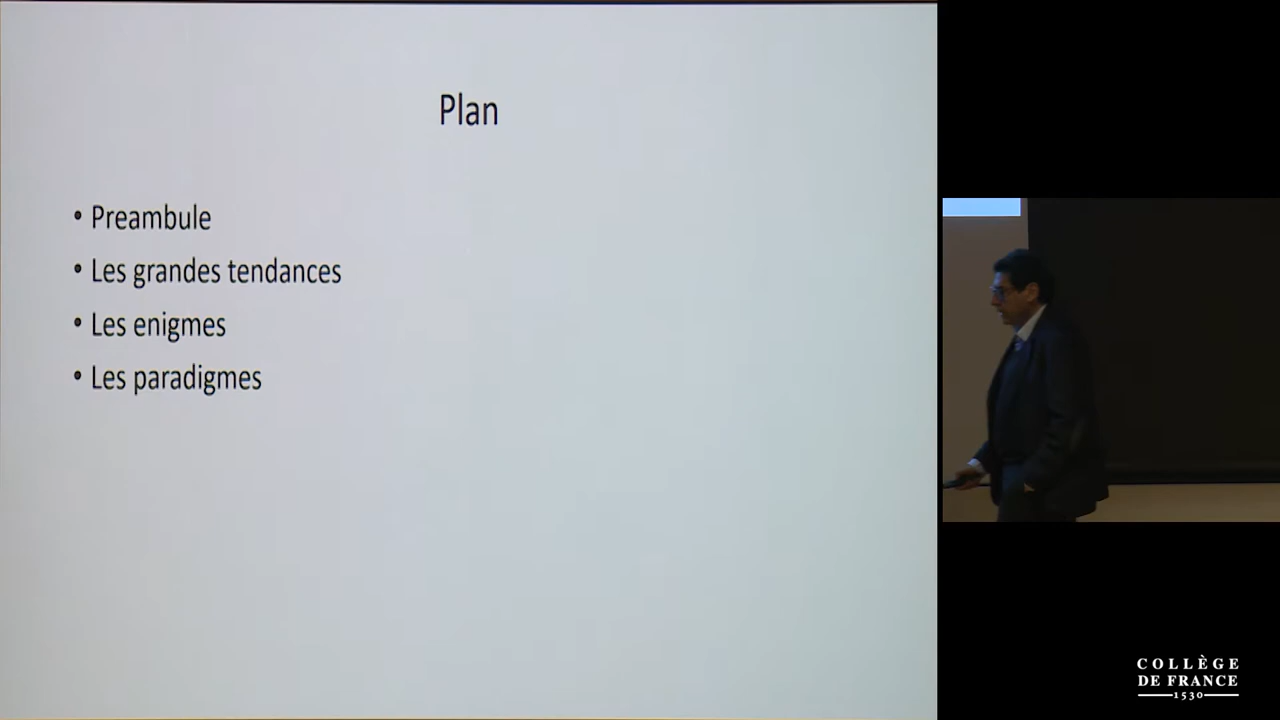 Plan
• Preambule
• Les grandes tendances
• Les enigmes
• Les paradigmes
COLLÈGE
DE FRANCE
1530